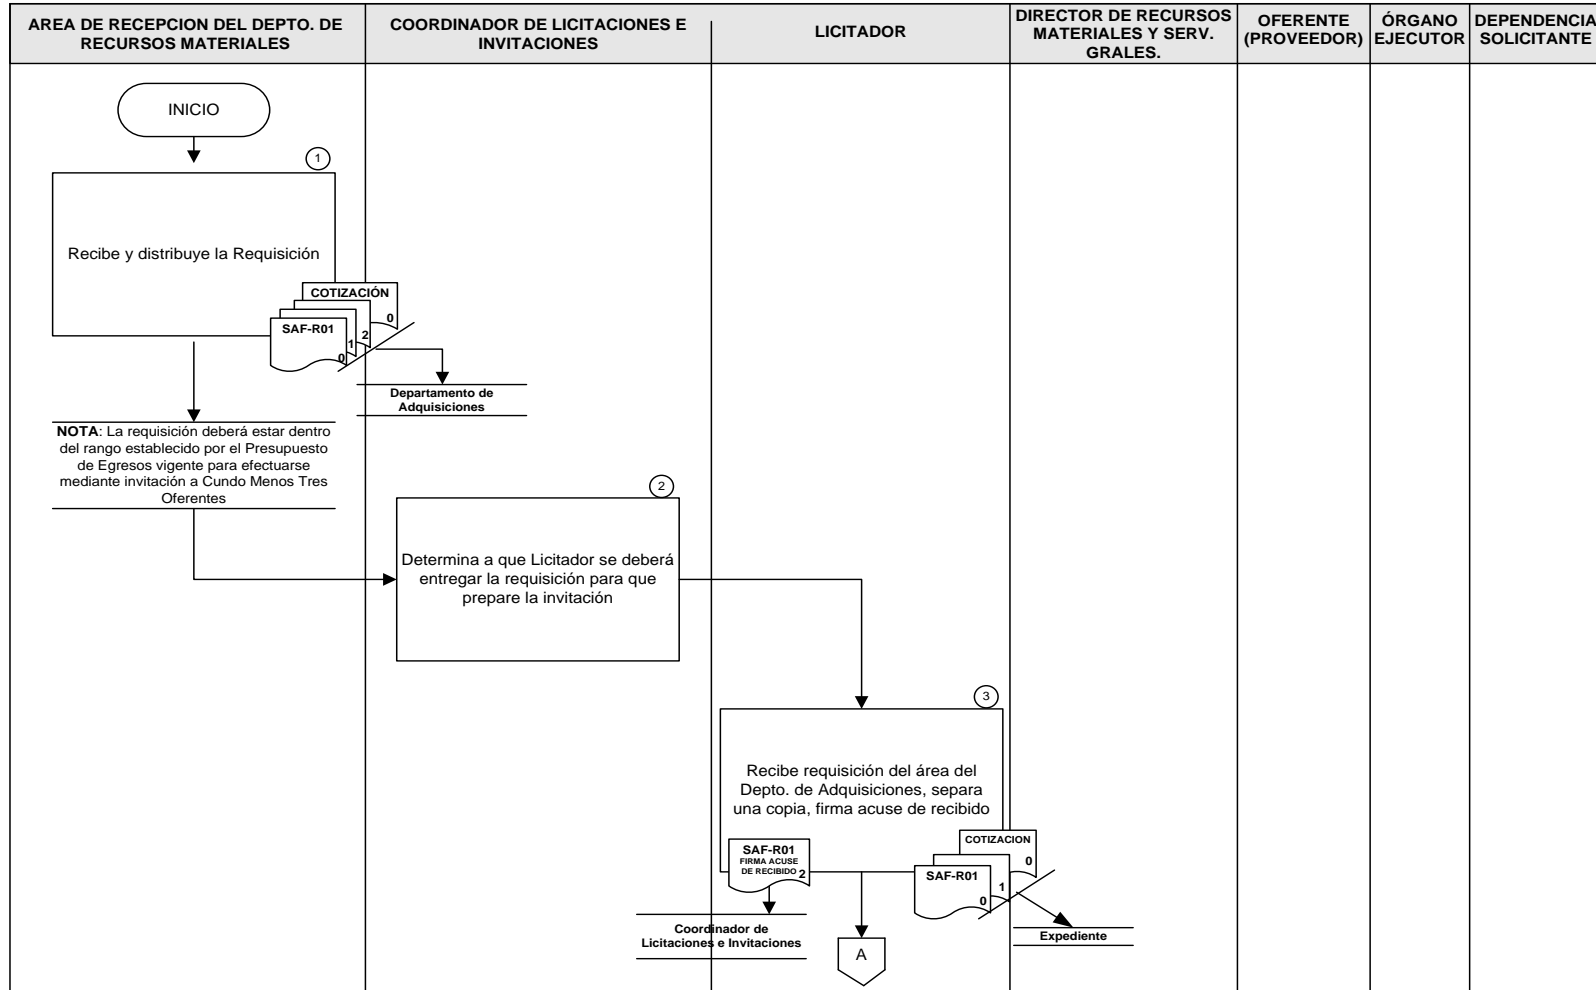 AREA DE RECEPCION DEL DEPTO. DE
RECURSOS MATERIALES
COORDINADOR DE LICITACIONES E
INVITACIONES
LICITADOR
DIRECTOR DE RECURSOS
MATERIALES Y SERV.
GRALES.
OFERENTE
(PROVEEDOR)
ÓRGANO
EJECUTOR
DEPENDENCIA
SOLICITANTE
INICIO
1
Recibe y distribuye la Requisición
COTIZACIÓN
0
SAF-R01
2
1
0
Departamento de
Adquisiciones
NOTA: La requisición deberá estar dentro
del rango establecido por el Presupuesto
de Egresos vigente para efectuarse
mediante invitación a Cundo Menos Tres
Oferentes
2
Determina a que Licitador se deberá
entregar la requisición para que
prepare la invitación
3
Recibe requisición del área del
Depto. de Adquisiciones, separa
una copia, firma acuse de recibido
SAF-R01
FIRMA ACUSE
DE RECIBIDO 2
COTIZACION
0
SAF-R01
1
0
Coordinador de
Licitaciones e Invitaciones
A
Expediente